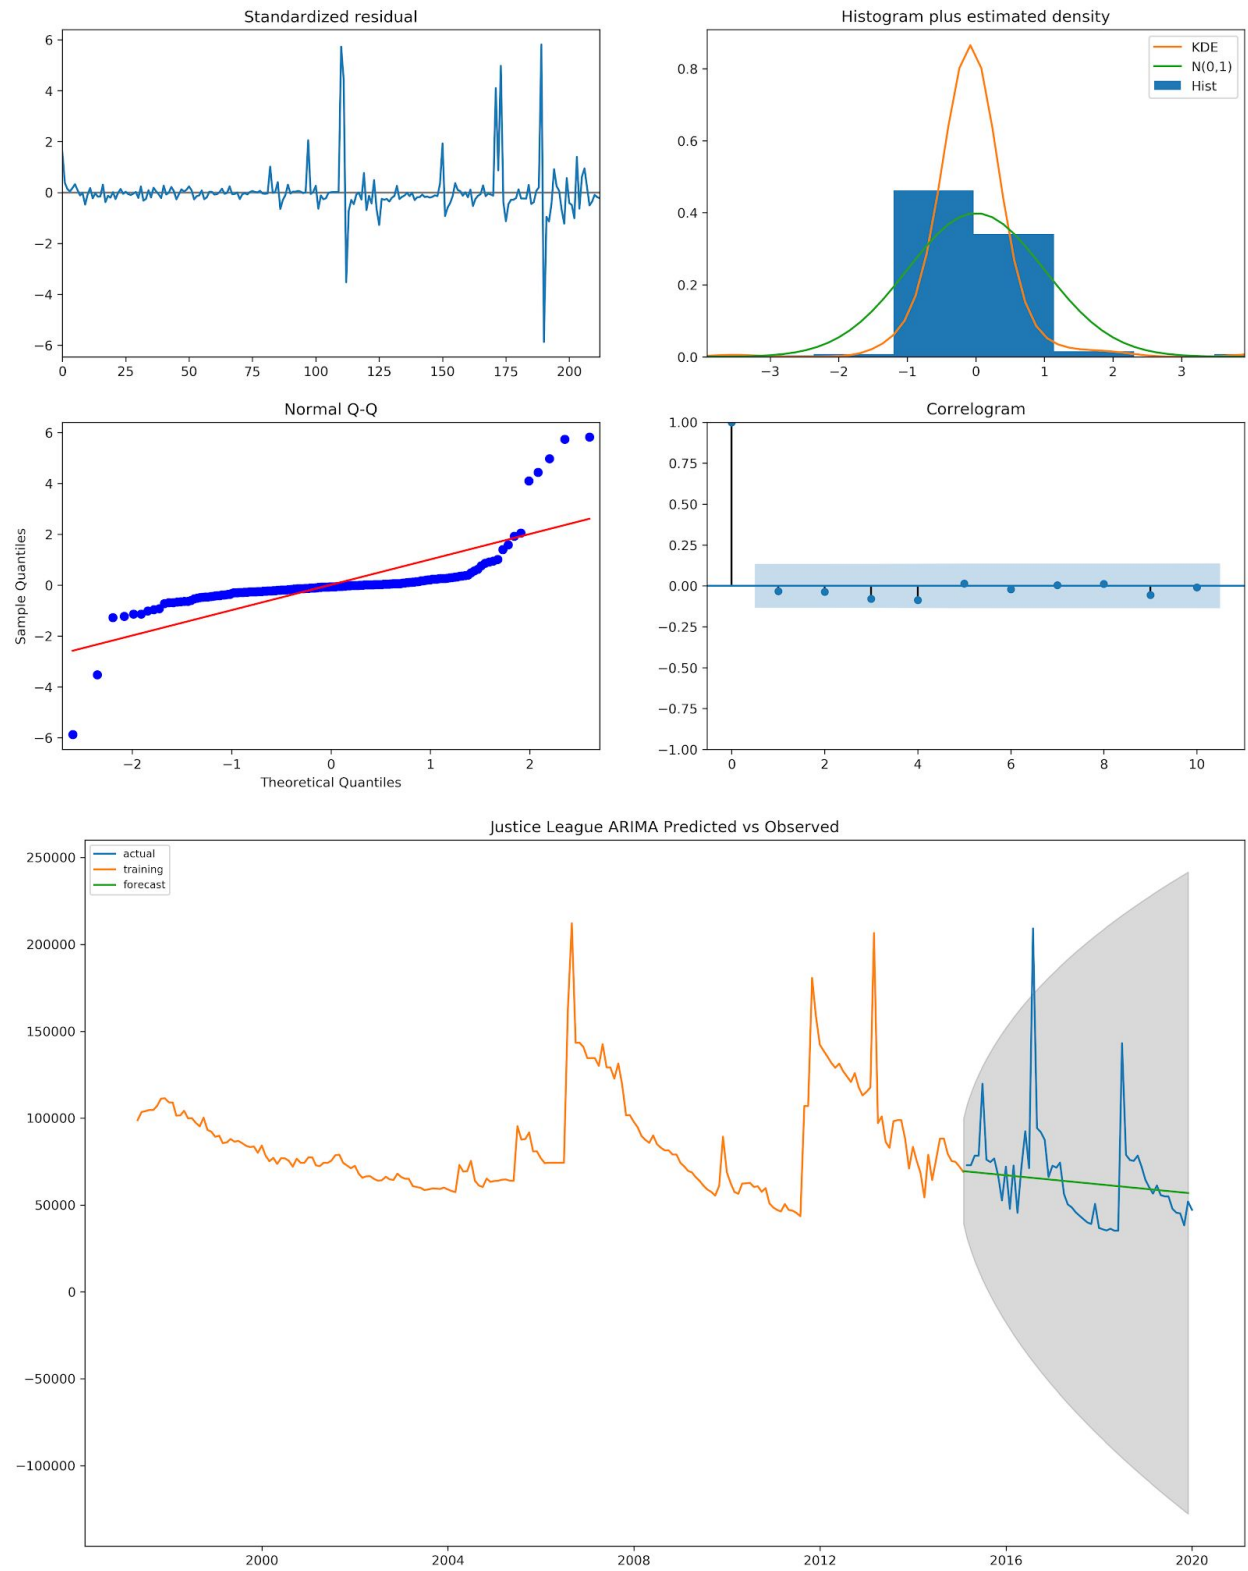 Standardized residual
6
4
2
0
−2
−4
−6
0 25 50 75 100 125 150 175 200
Histogram plus estimated density
KDE
N(0,1)
Hist
0.8
0.6
0.4
0.2
0.0
−3 −2 −1 0 1 2 3
Normal Q-Q
Sample Quantiles
6
4
2
0
−2
−4
−6
−2 −1 0 1 2
Theoretical Quantiles
Correlogram
1.00
0.75
0.50
0.25
0.00
−0.25
−0.50
−0.75
−1.00
0 2 4 6 8 10
Justice League ARIMA Predicted vs Observed
actual
training
forecast
250000
200000
150000
100000
50000
0
−50000
−100000
2000 2004 2008 2012 2016 2020